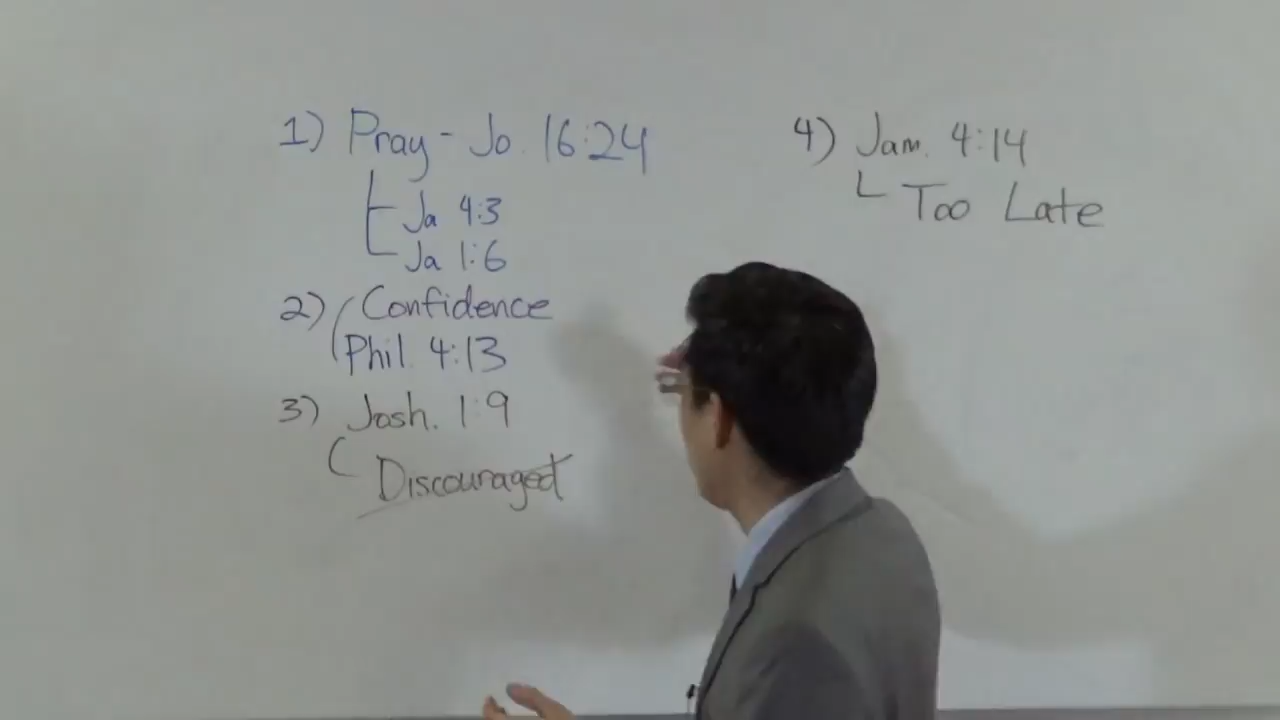 1) Pray - Jo. 16:24
Ja 4:3
Ja 1:6
2) Confidence
Phil. 4:13
3) Josh. 1:9
Discouraged
4) Jam. 4:14
Too Late